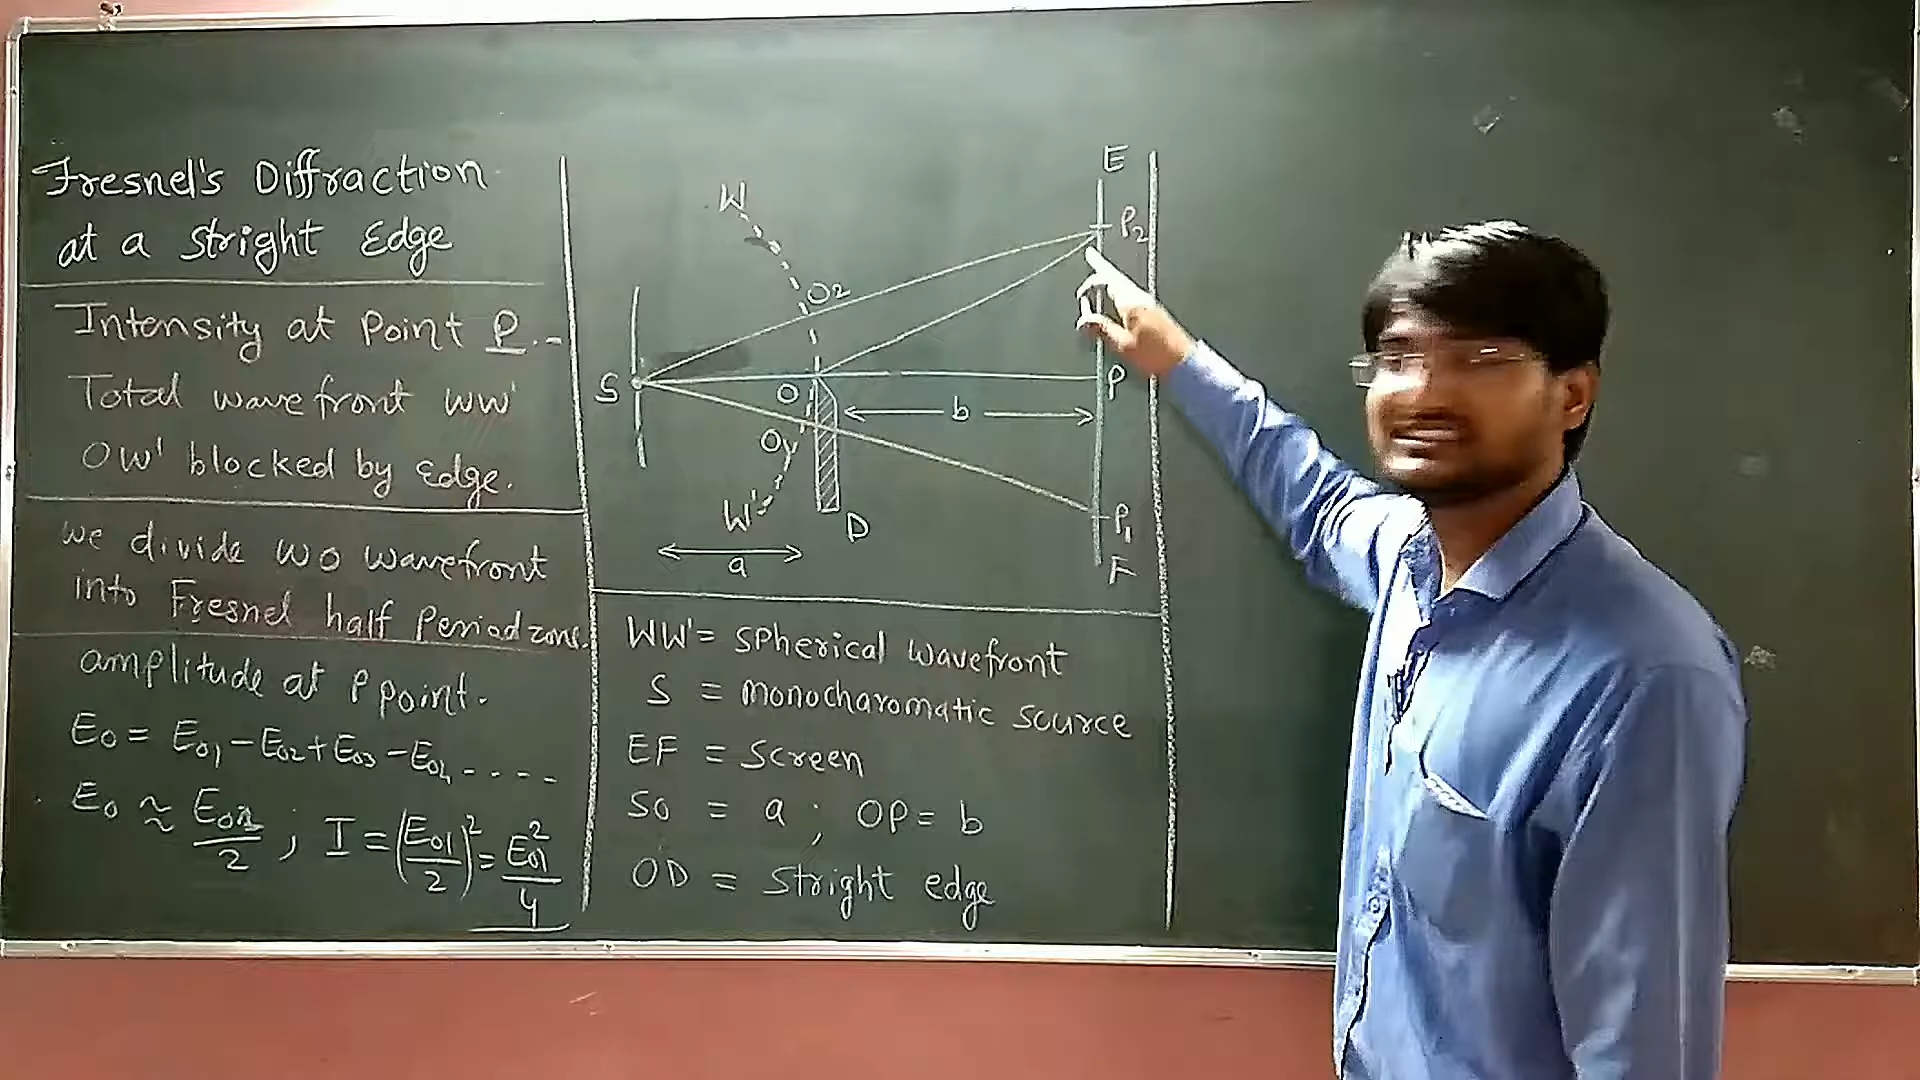 Fresnel's Diffraction
at a Stright Edge
Intensity at Point P.
Total wavefront WW'
OW' blocked by edge.
we divide WO wavefront
into Fresnel half Period zone.
amplitude at P point.
E0 = E01 - E02 + E03 - E04 - - - -
E0 ≈ E01/2 ; I = (E01/2)² = E01²/4
W
O2
S
O
O1
W'
D
a
b
E
P2
P
P1
F
WW' = Spherical wavefront
S = monocharomatic source
EF = Screen
SO = a ; OP = b
OD = Stright edge